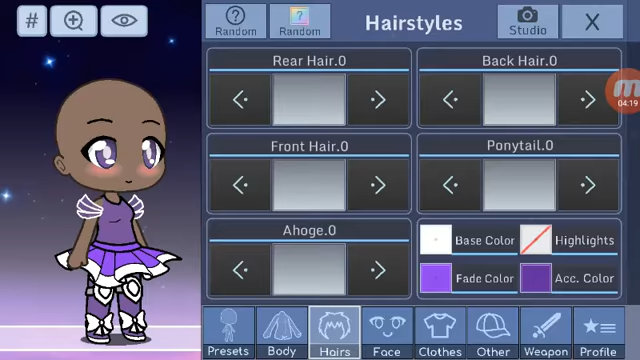 #
?
Random
?
Random
Hairstyles
Studio
X
Rear Hair.0
Back Hair.0
04:19
Front Hair.0
Ponytail.0
Ahoge.0
Base Color
Highlights
Fade Color
Acc. Color
Presets
Body
Hairs
Face
Clothes
Other
Weapon
Profile